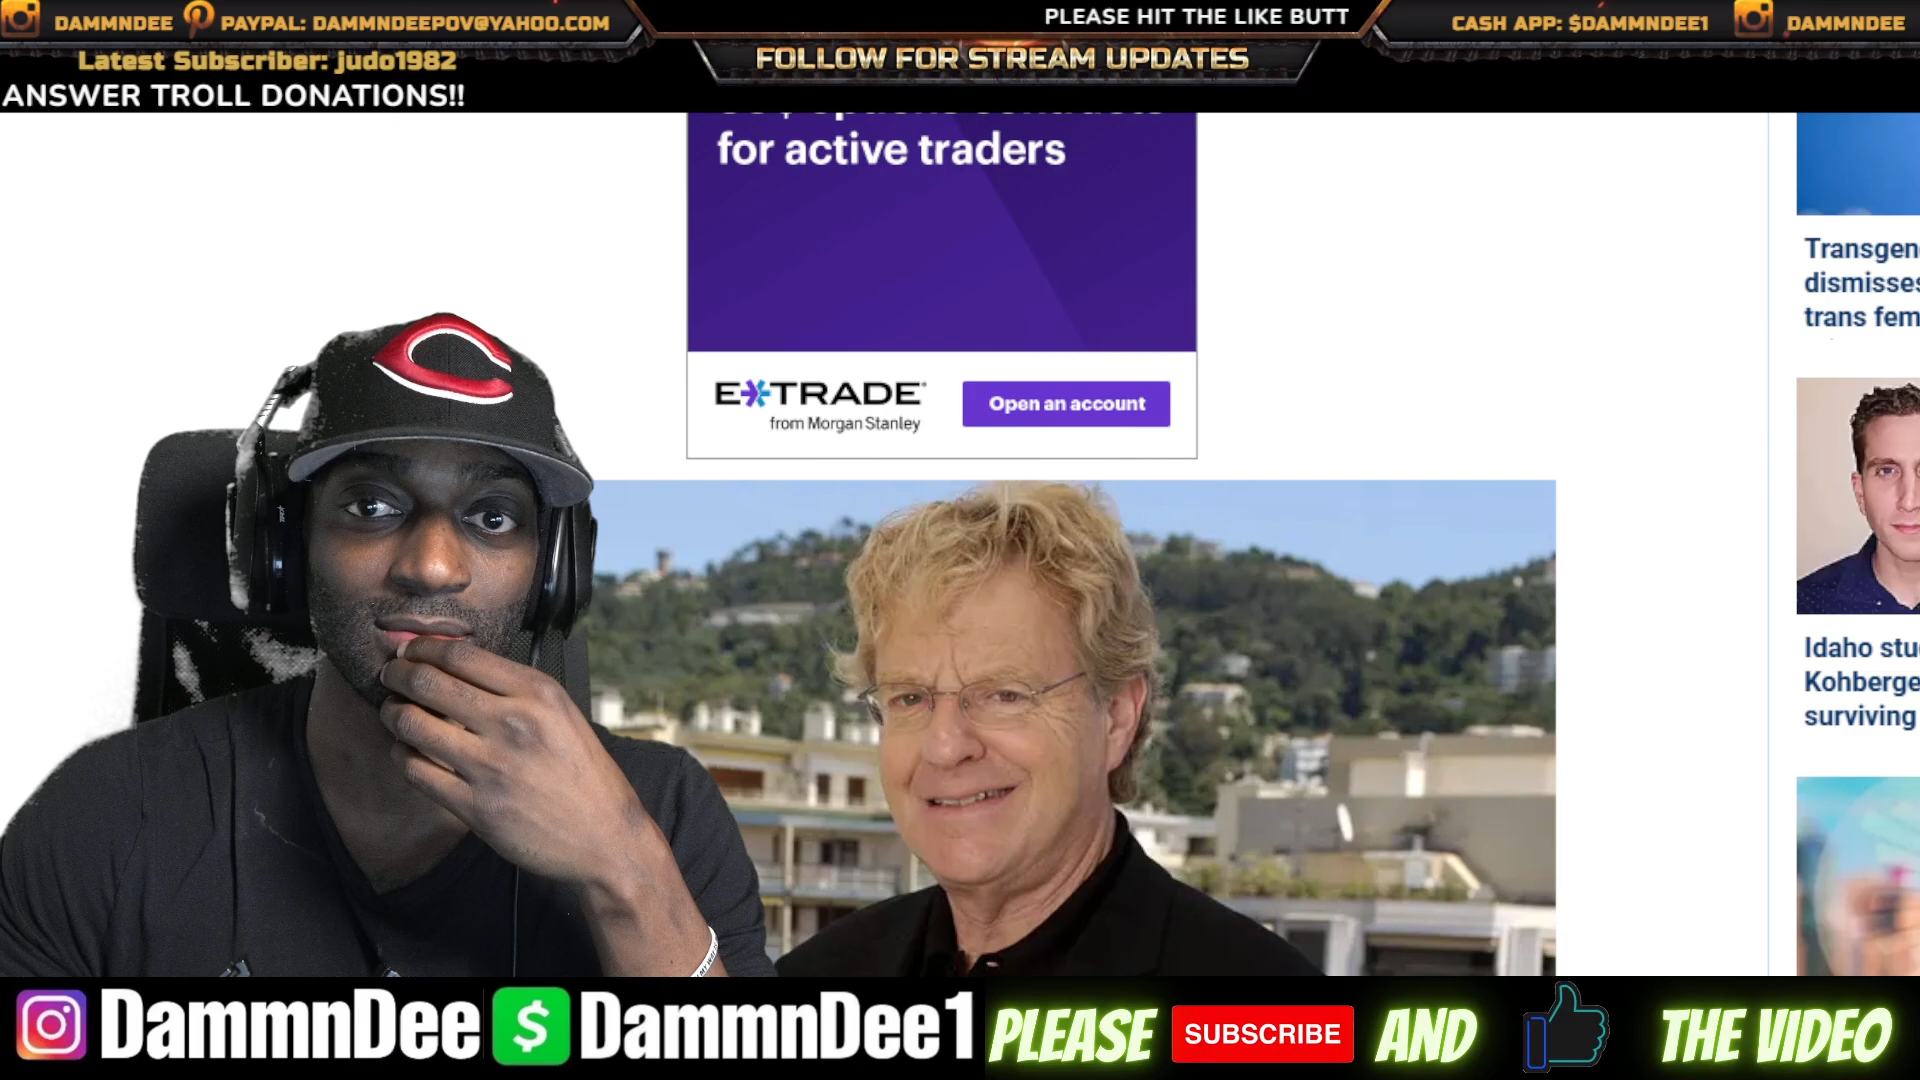 DAMMNDEE
PAYPAL: DAMMNDEEPOV@YAHOO.COM
PLEASE HIT THE LIKE BUTT
CASH APP: $DAMMNDEE1
DAMMNDEE
Latest Subscriber: judo1982
FOLLOW FOR STREAM UPDATES
ANSWER TROLL DONATIONS!!
for active traders
E*TRADE
from Morgan Stanley
Open an account
Transgen
dismisses
trans fem
Idaho stu
Kohberge
surviving
DammnDee
$
DammnDee1
PLEASE
SUBSCRIBE
AND
THE VIDEO